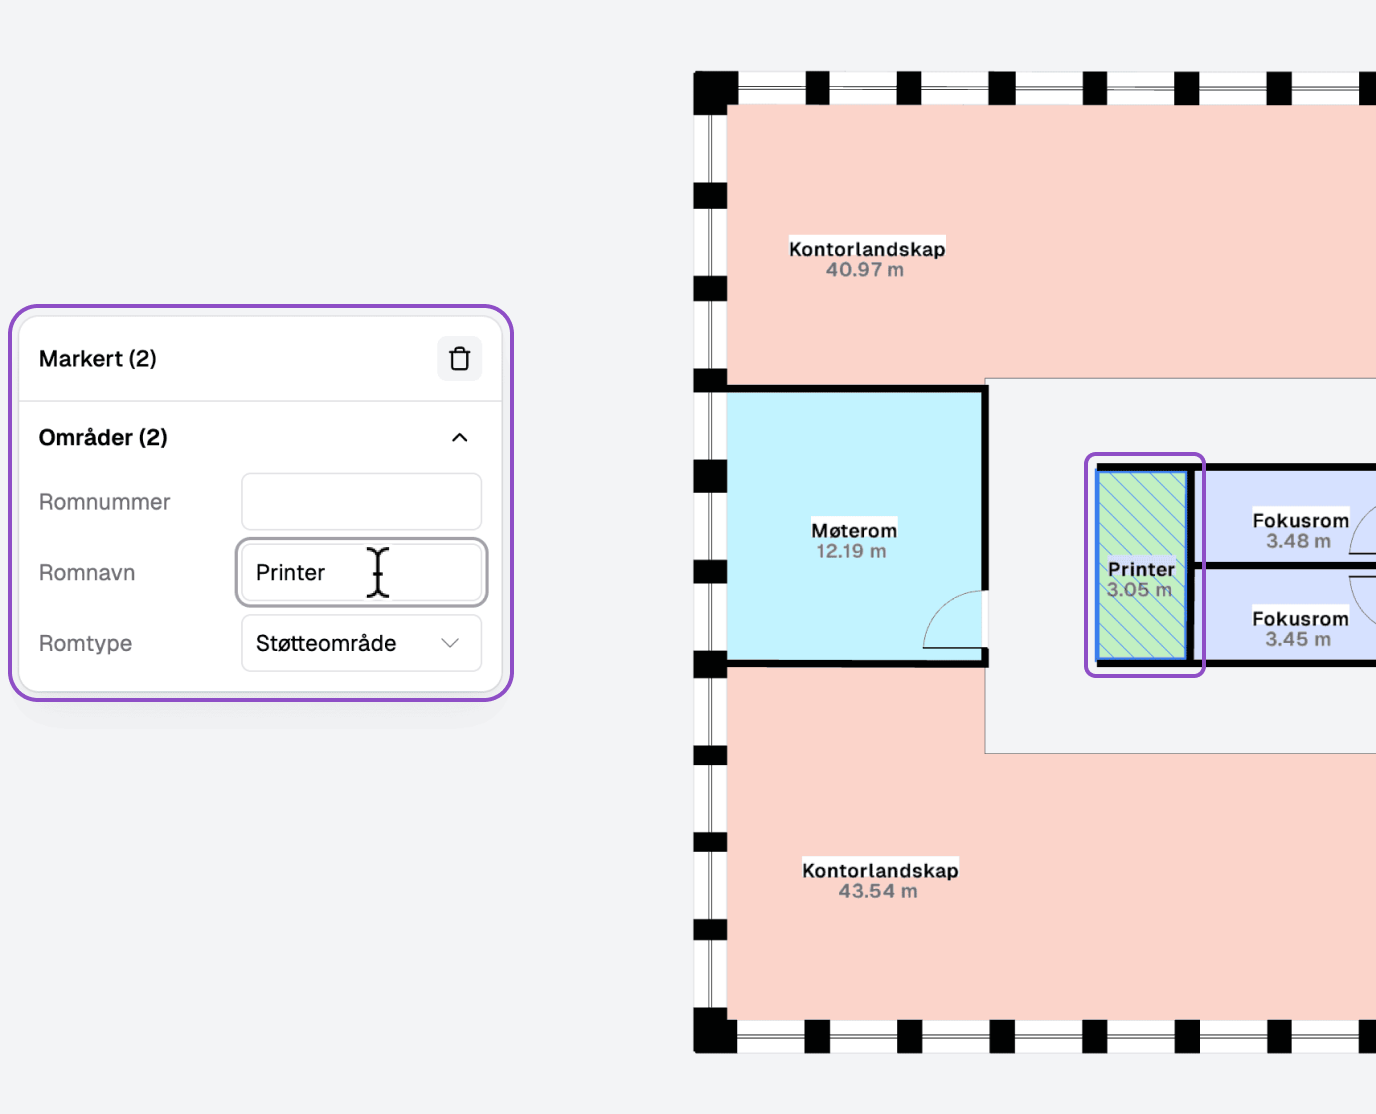 Markert (2)
Områder (2)
Romnummer
Romnavn
Printer
Romtype
Støtteområde
Kontorlandskap
40.97 m
Møterom
12.19 m
Printer
3.05 m
Fokusrom
3.48 m
Fokusrom
3.45 m
Kontorlandskap
43.54 m